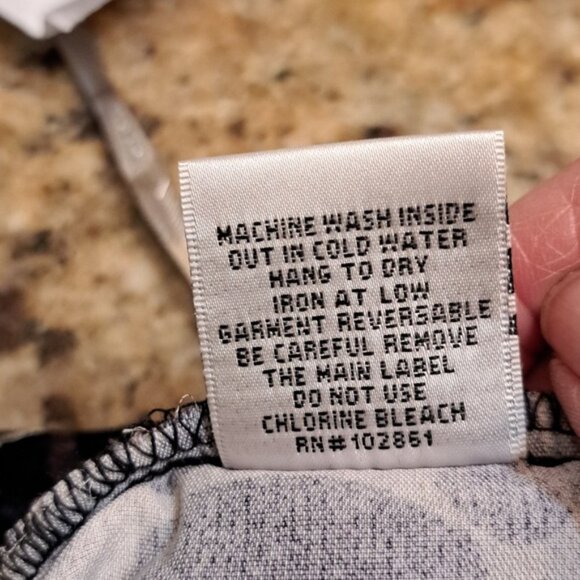 MACHINE WASH INSIDE
OUT IN COLD WATER
HANG TO DRY
IRON AT LOW
GARMENT REVERSABLE
BE CAREFUL REMOVE
THE MAIN LABEL
DO NOT USE
CHLORINE BLEACH
RN#102861